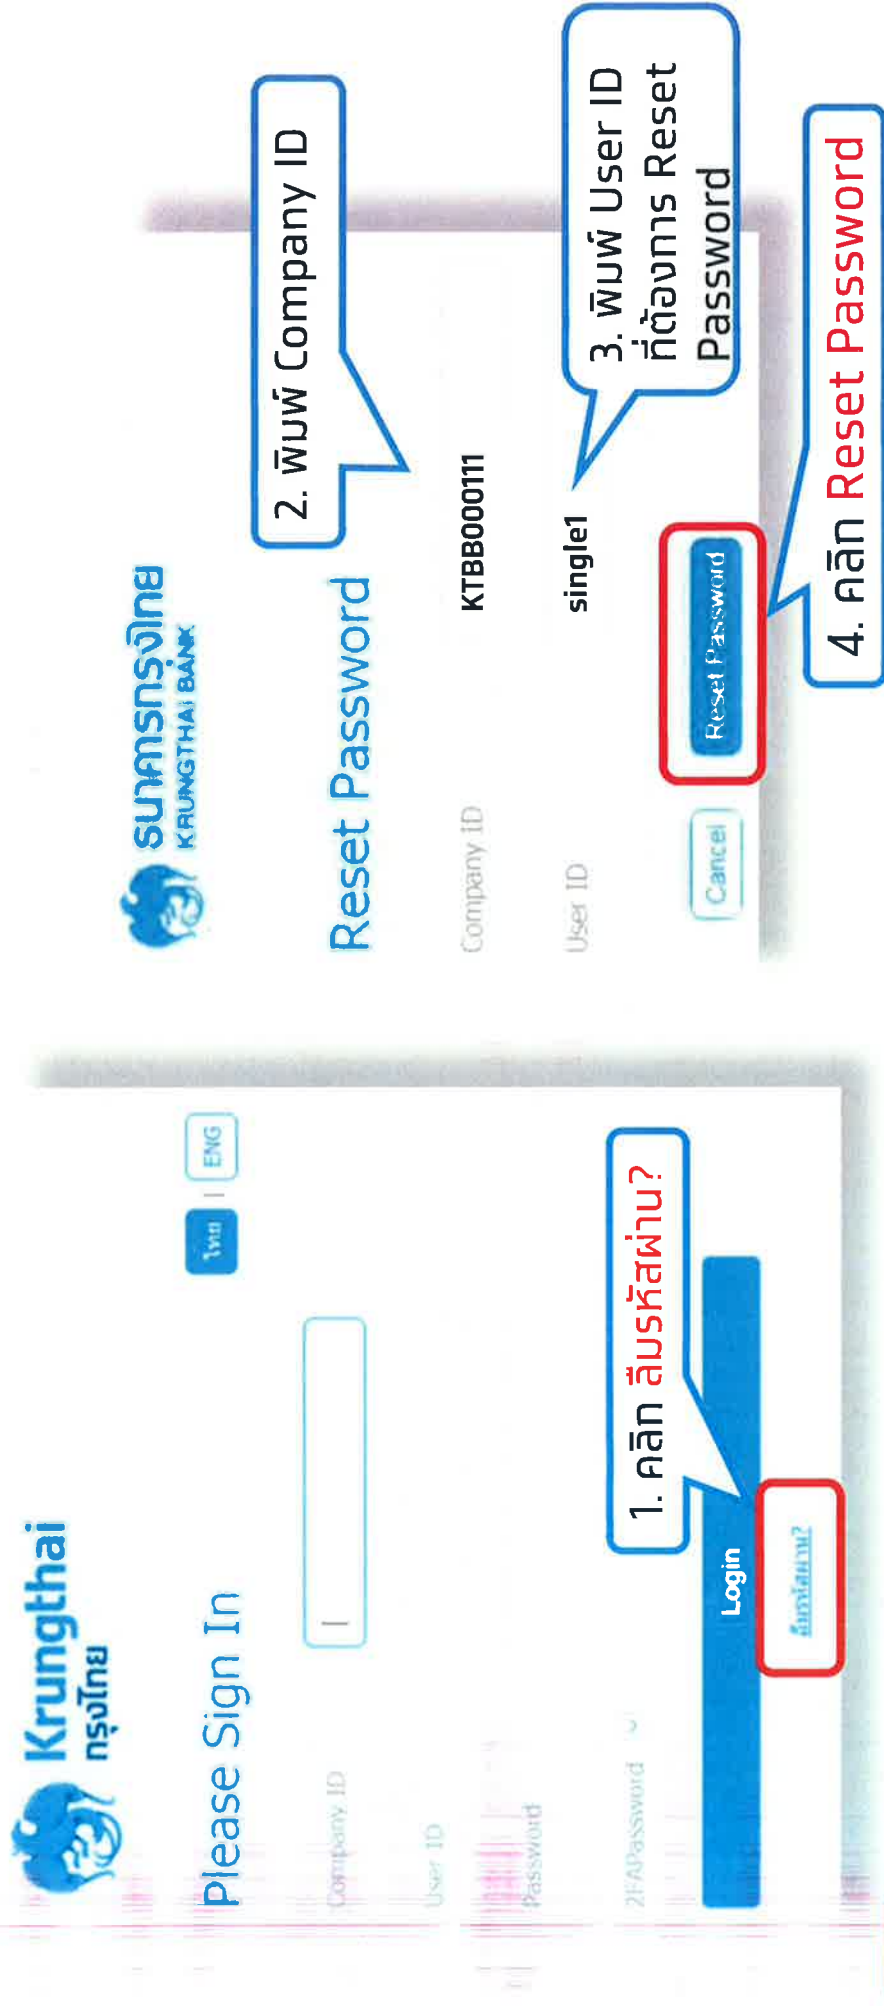 Krungthai
กรุงไทย
Please Sign In
ไทย | ENG
Company ID
User ID
Password
2FAPassword
1. คลิก ลืมรหัสผ่าน?
Login
ลืมรหัสผ่าน?
ธนาคารกรุงไทย
KRUNGTHAI BANK
2. พิมพ์ Company ID
Reset Password
Company ID
KTBB000111
User ID
single1
3. พิมพ์ User ID
ที่ต้องการ Reset
Password
Cancel
Reset Password
4. คลิก Reset Password